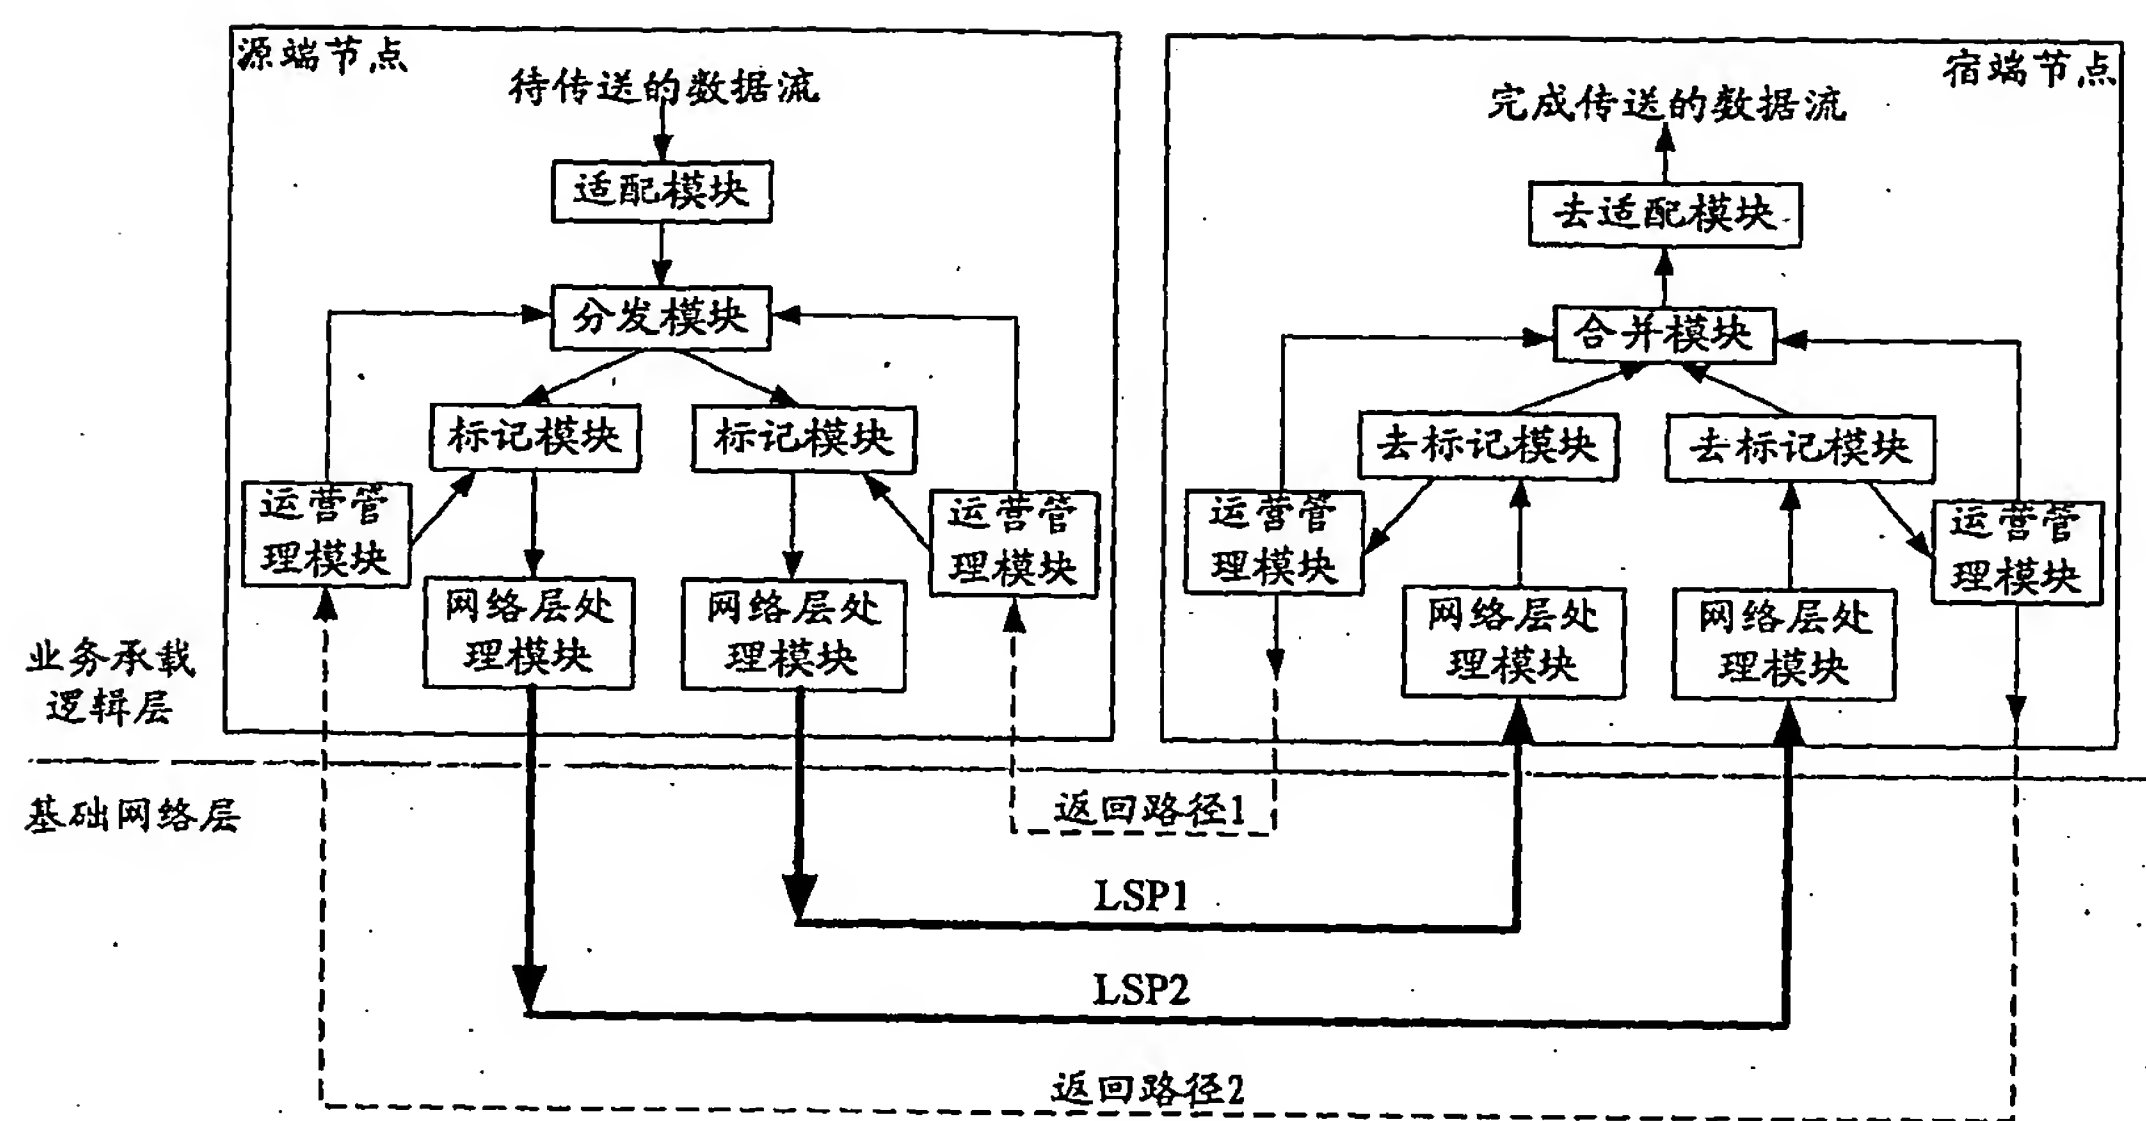 源端节点
待传送的数据流
适配模块
分发模块
标记模块
标记模块
运营管
理模块
运营管
理模块
网络层处
理模块
网络层处
理模块
宿端节点
完成传送的数据流
去适配模块
合并模块
去标记模块
去标记模块
运营管
理模块
运营管
理模块
网络层处
理模块
网络层处
理模块
业务承载
逻辑层
基础网络层
返回路径1
LSP1
LSP2
返回路径2